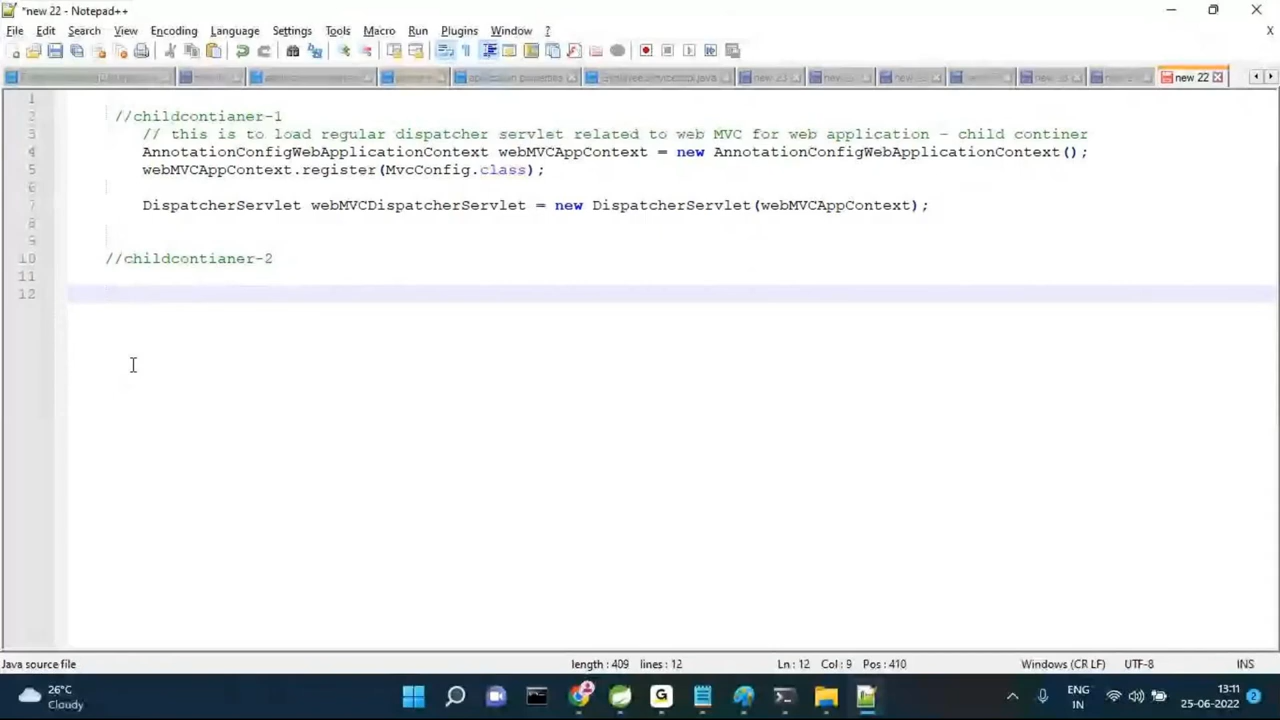 *new 22 - Notepad++
File Edit Search View Encoding Language Settings Tools Macro Run Plugins Window ?
X
new 22
1
2 //childcontianer-1
3 // this is to load regular dispatcher servlet related to web MVC for web application - child continer
4 AnnotationConfigWebApplicationContext webMVCAppContext = new AnnotationConfigWebApplicationContext();
5 webMVCAppContext.register(MvcConfig.class);
6
7 DispatcherServlet webMVCDispatcherServlet = new DispatcherServlet(webMVCAppContext);
8
9
10 //childcontianer-2
11
12
Java source file length : 409 lines : 12 Ln : 12 Col : 9 Pos : 410 Windows (CR LF) UTF-8 INS
26°C
Cloudy
ENG
IN
13:11
25-06-2022
2